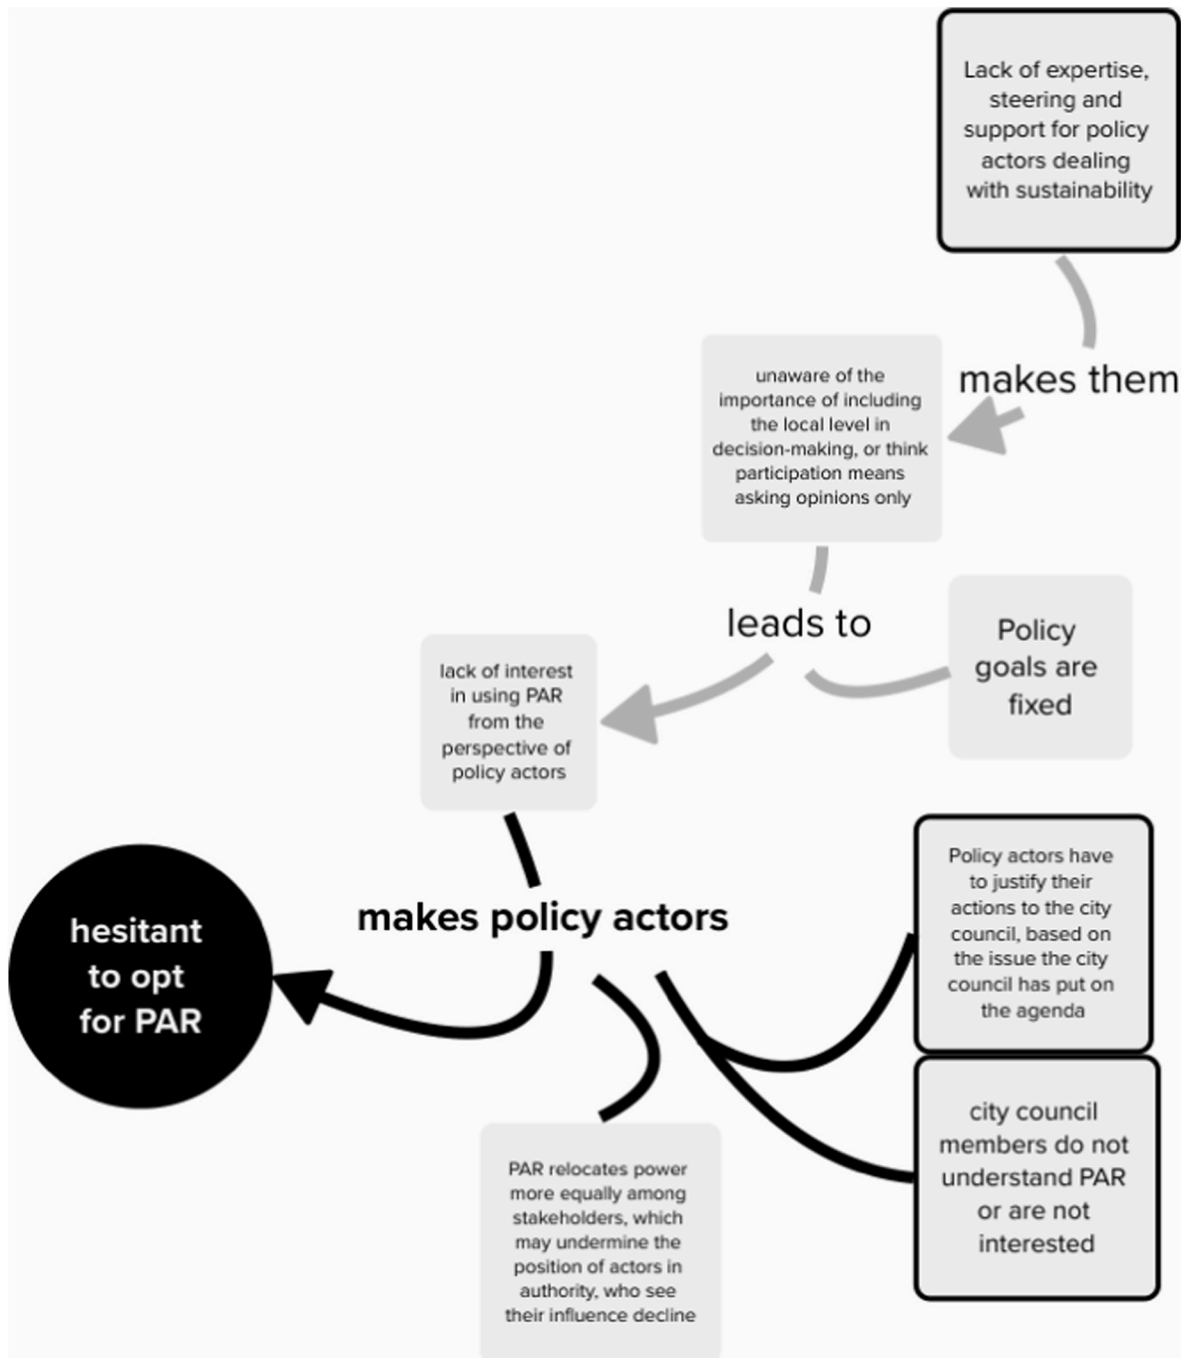 Lack of expertise,
steering and
support for policy
actors dealing
with sustainability
makes them
unaware of the
importance of including
the local level in
decision-making, or think
participation means
asking opinions only
leads to
Policy
goals are
fixed
lack of interest
in using PAR
from the
perspective of
policy actors
makes policy actors
hesitant
to opt
for PAR
Policy actors have
to justify their
actions to the city
council, based on
the issue the city
council has put on
the agenda
city council
members do not
understand PAR
or are not
interested
PAR relocates power
more equally among
stakeholders, which
may undermine the
position of actors in
authority, who see
their influence decline